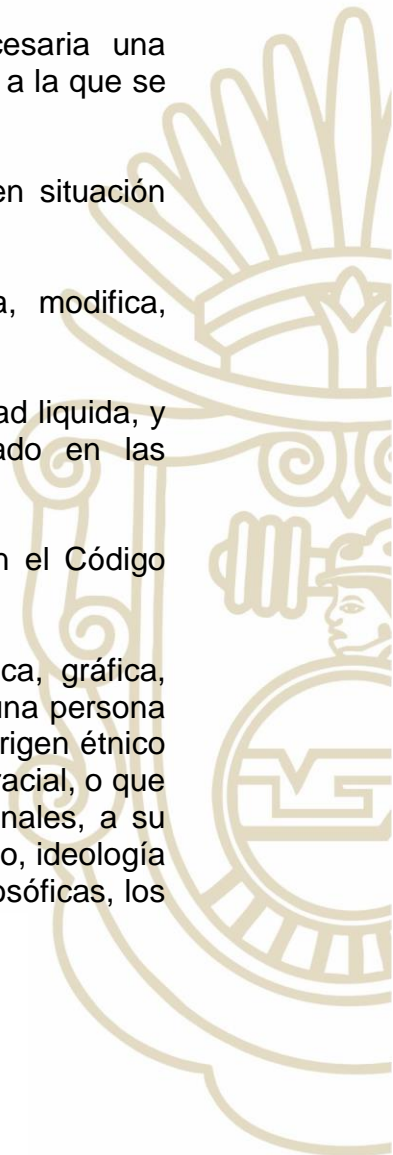 cesaria una
a la que se
en situación
a, modifica,
ad liquida, y
ado en las
n el Código
ca, gráfica,
una persona
rigen étnico
racial, o que
nales, a su
o, ideología
osóficas, los